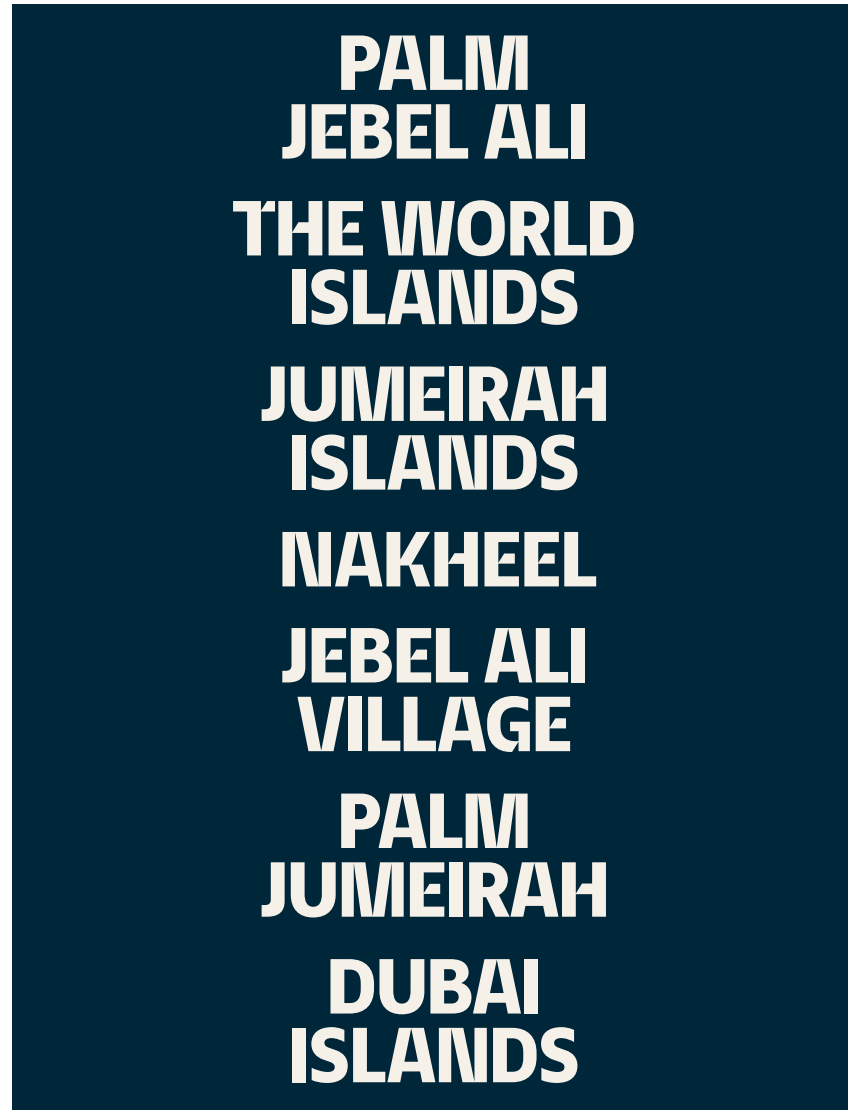 PALM
JEBEL ALI
THE WORLD
ISLANDS
JUMEIRAH
ISLANDS
NAKHEEL
JEBEL ALI
VILLAGE
PALM
JUMEIRAH
DUBAI
ISLANDS